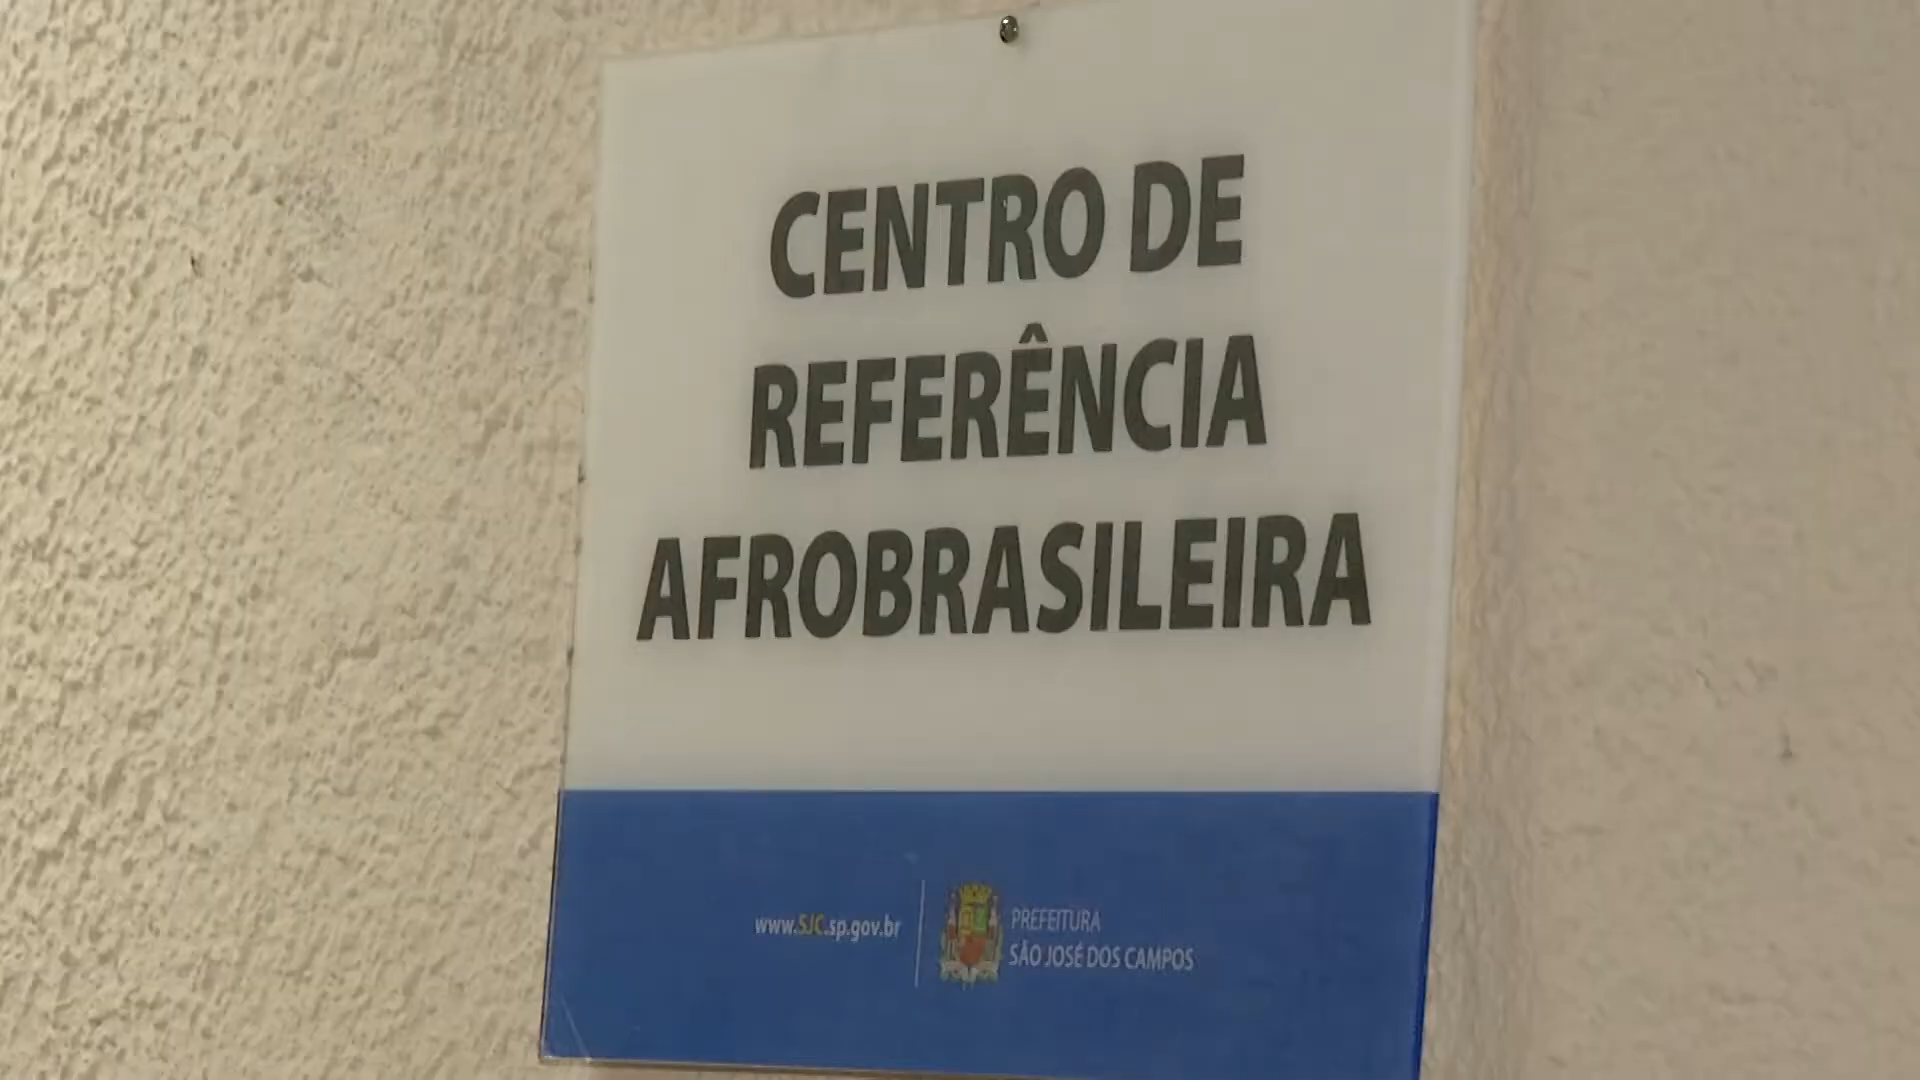 CENTRO DE
REFERÊNCIA
AFROBRASILEIRA
www.SJC.sp.gov.br
PREFEITURA
SÃO JOSÉ DOS CAMPOS